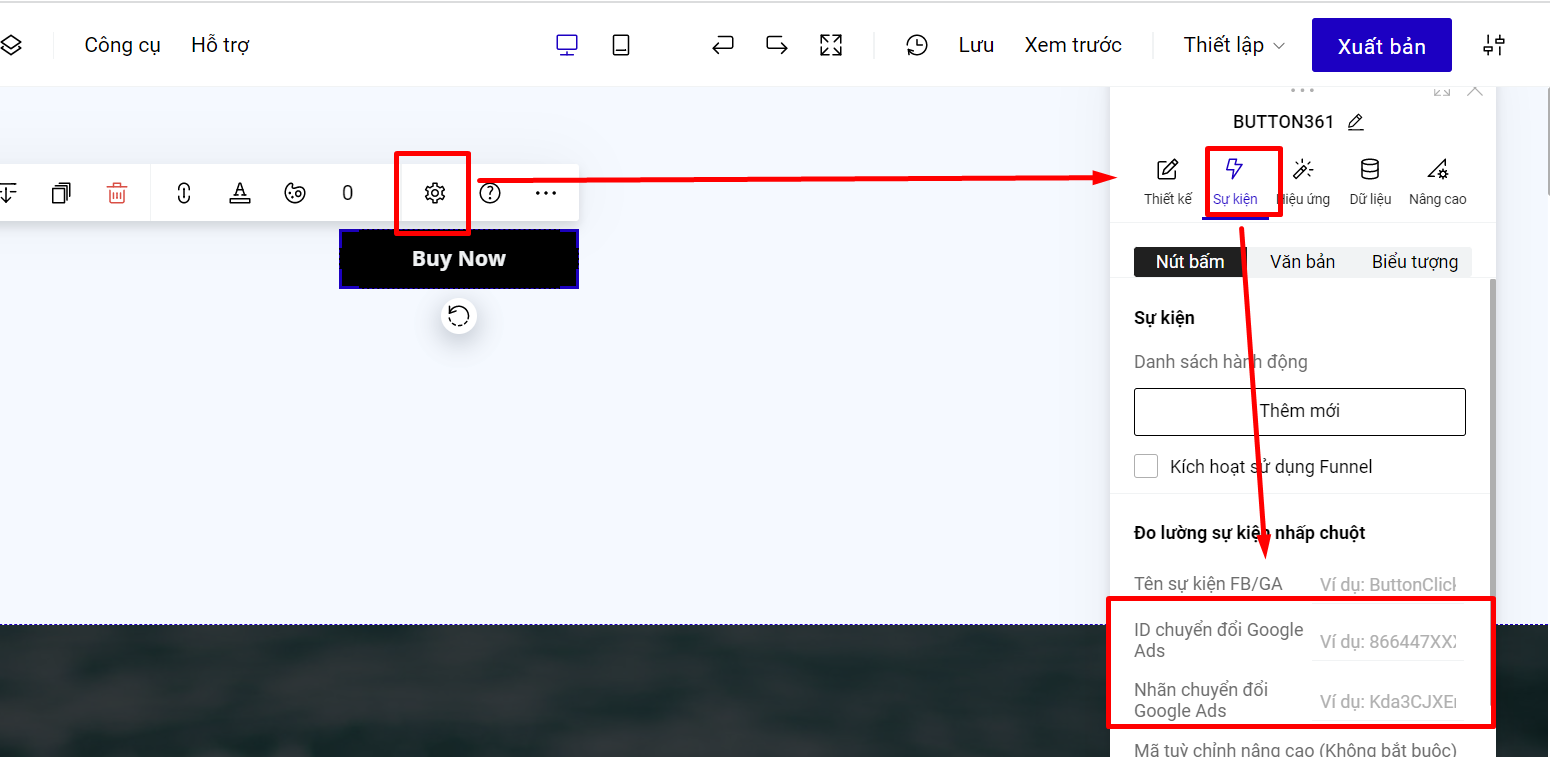 Công cụ Hỗ trợ Lưu Xem trước Thiết lập Xuất bản
BUTTON361
Thiết kế Sự kiện Hiệu ứng Dữ liệu Nâng cao
0
Buy Now
Nút bấm Văn bản Biểu tượng
Sự kiện
Danh sách hành động
Thêm mới
Kích hoạt sử dụng Funnel
Đo lường sự kiện nhấp chuột
Tên sự kiện FB/GA Ví dụ: ButtonClick
ID chuyển đổi Google
Ads
Ví dụ: 866447XXX
Nhãn chuyển đổi
Google Ads
Ví dụ: Kda3CJXEn
Mã tuỳ chỉnh nâng cao (Không bắt buộc)